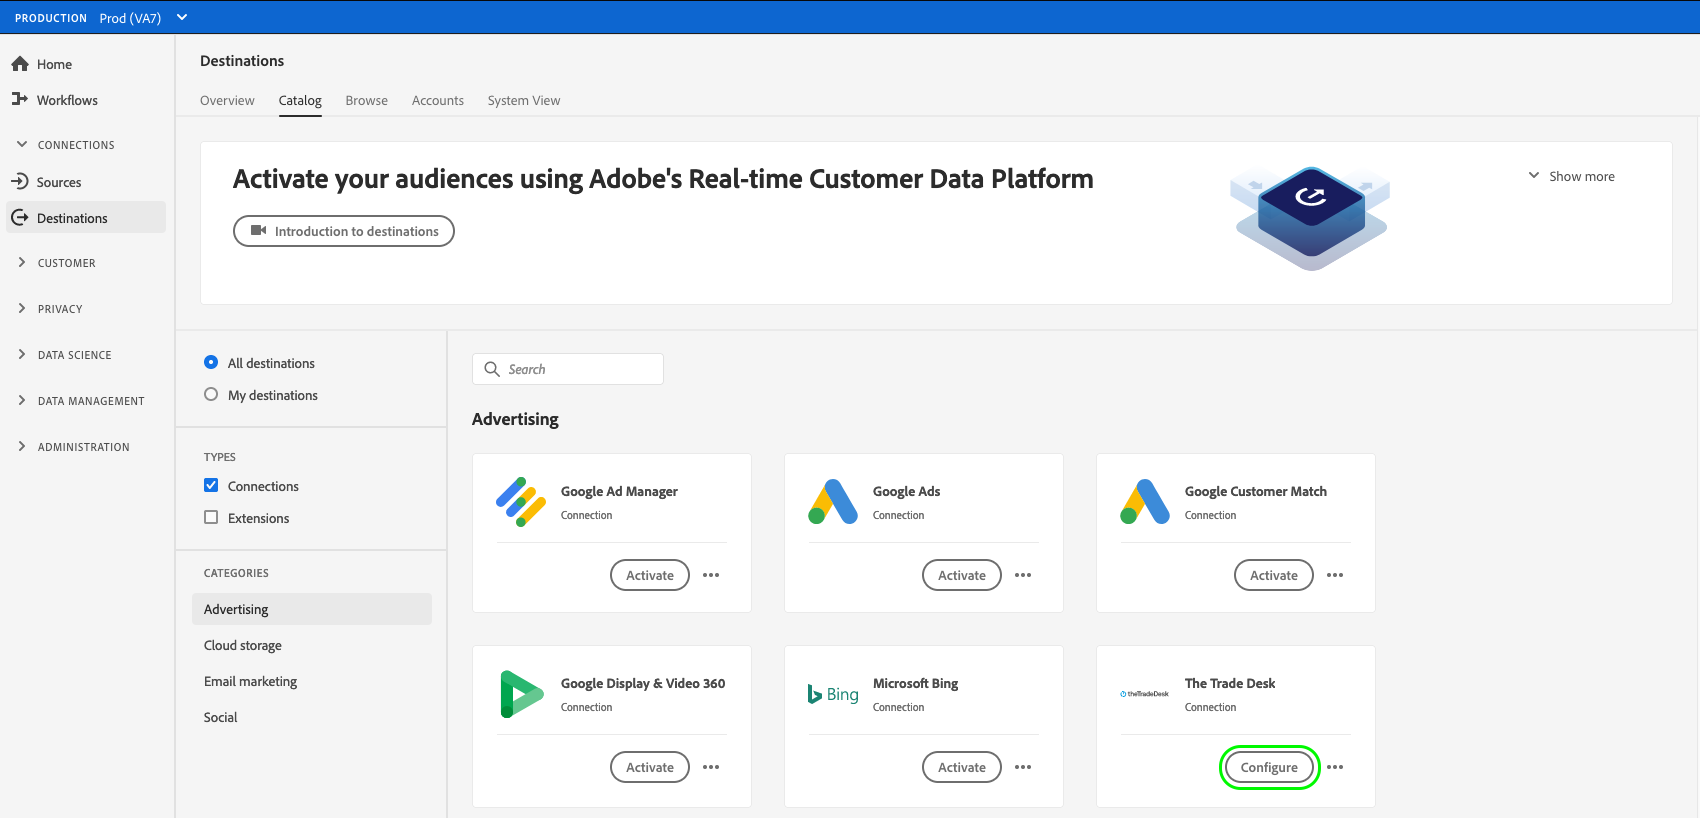 PRODUCTION Prod (VA7)
Home
Workflows
CONNECTIONS
Sources
Destinations
CUSTOMER
PRIVACY
DATA SCIENCE
DATA MANAGEMENT
ADMINISTRATION
Destinations
Overview Catalog Browse Accounts System View
Activate your audiences using Adobe's Real-time Customer Data Platform
Show more
Introduction to destinations
All destinations
My destinations
TYPES
Connections
Extensions
CATEGORIES
Advertising
Cloud storage
Email marketing
Social
Search
Advertising
Google Ad Manager
Connection
Activate
Google Ads
Connection
Activate
Google Customer Match
Connection
Activate
Google Display & Video 360
Connection
Activate
Bing
Microsoft Bing
Connection
Activate
theTradeDesk
The Trade Desk
Connection
Configure